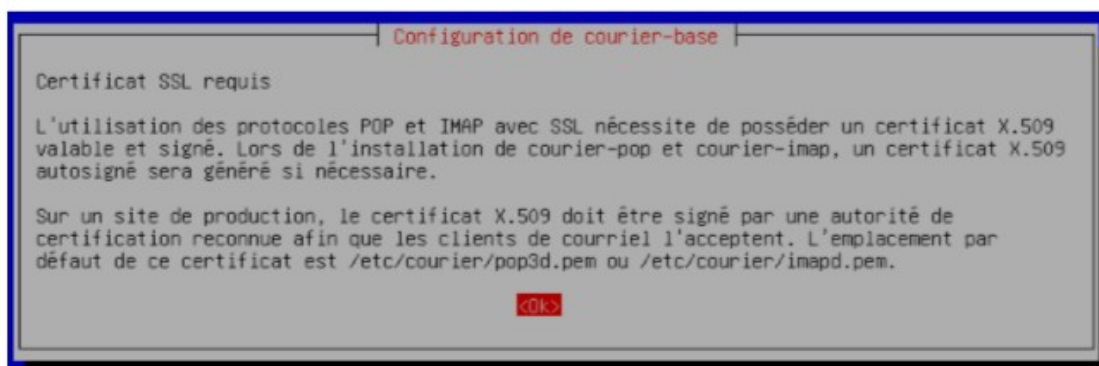 Configuration de courier-base
Certificat SSL requis
L'utilisation des protocoles POP et IMAP avec SSL nécessite de posséder un certificat X.509
valable et signé. Lors de l'installation de courier-pop et courier-imap, un certificat X.509
autosigné sera généré si nécessaire.
Sur un site de production, le certificat X.509 doit être signé par une autorité de
certification reconnue afin que les clients de courriel l'acceptent. L'emplacement par
défaut de ce certificat est /etc/courier/pop3d.pem ou /etc/courier/imapd.pem.
<Ok>